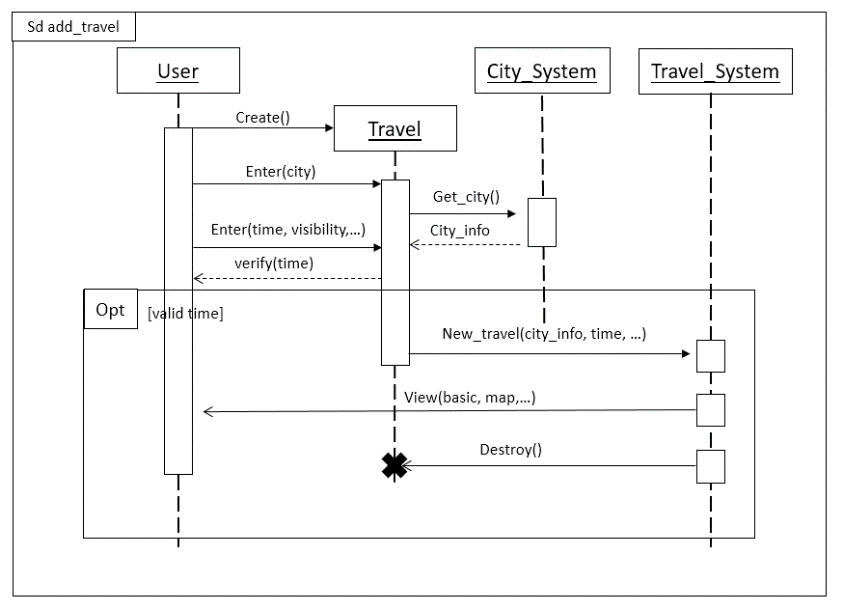 Sd add_travel
User
City_System
Travel_System
Create()
Travel
Enter(city)
Get_city()
Enter(time, visibility,...)
City_info
verify(time)
Opt
[valid time]
New_travel(city_info, time, ...)
View(basic, map,...)
Destroy()